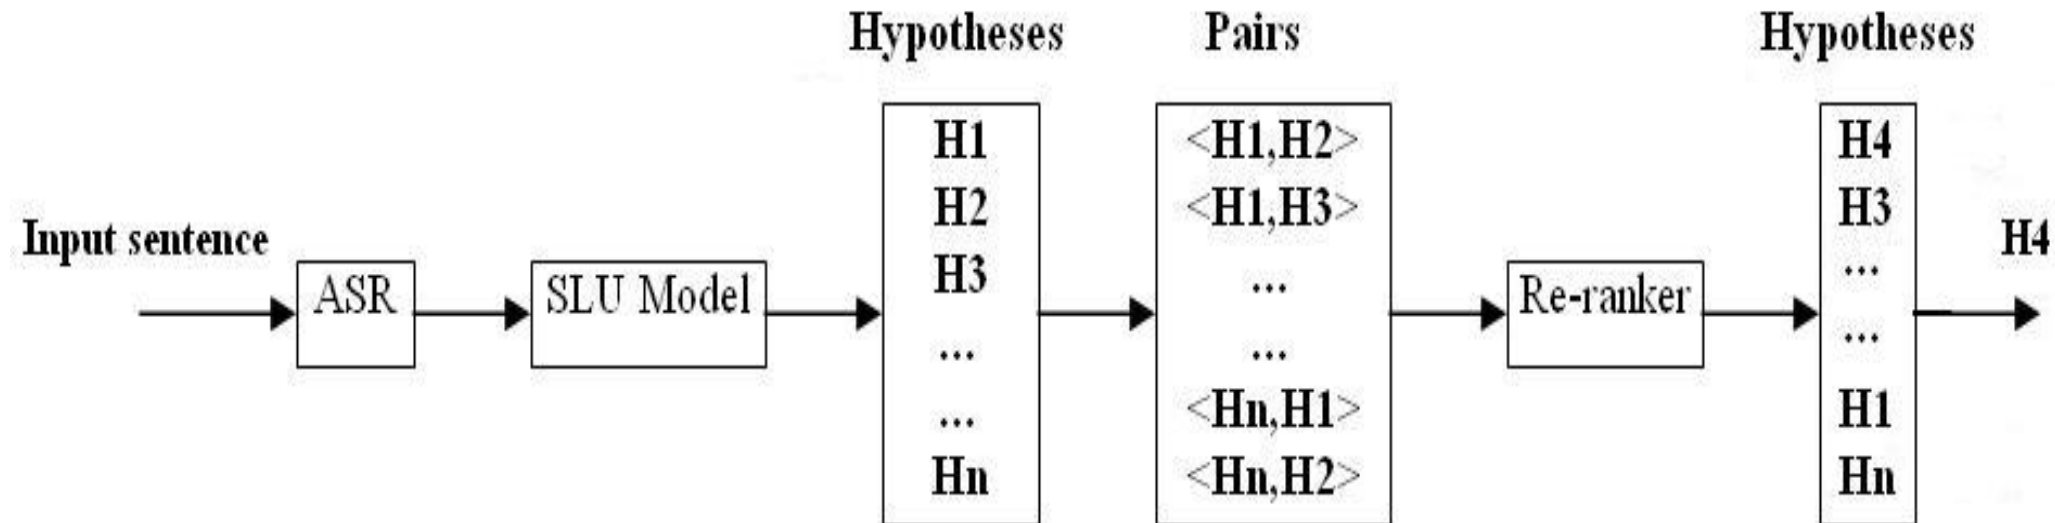 Hypotheses
Pairs
Hypotheses
Input sentence
ASR
SLU Model
H1
H2
H3
...
...
Hn
<H1,H2>
<H1,H3>
...
...
<Hn,H1>
<Hn,H2>
Re-ranker
H4
H3
...
...
H1
Hn
H4